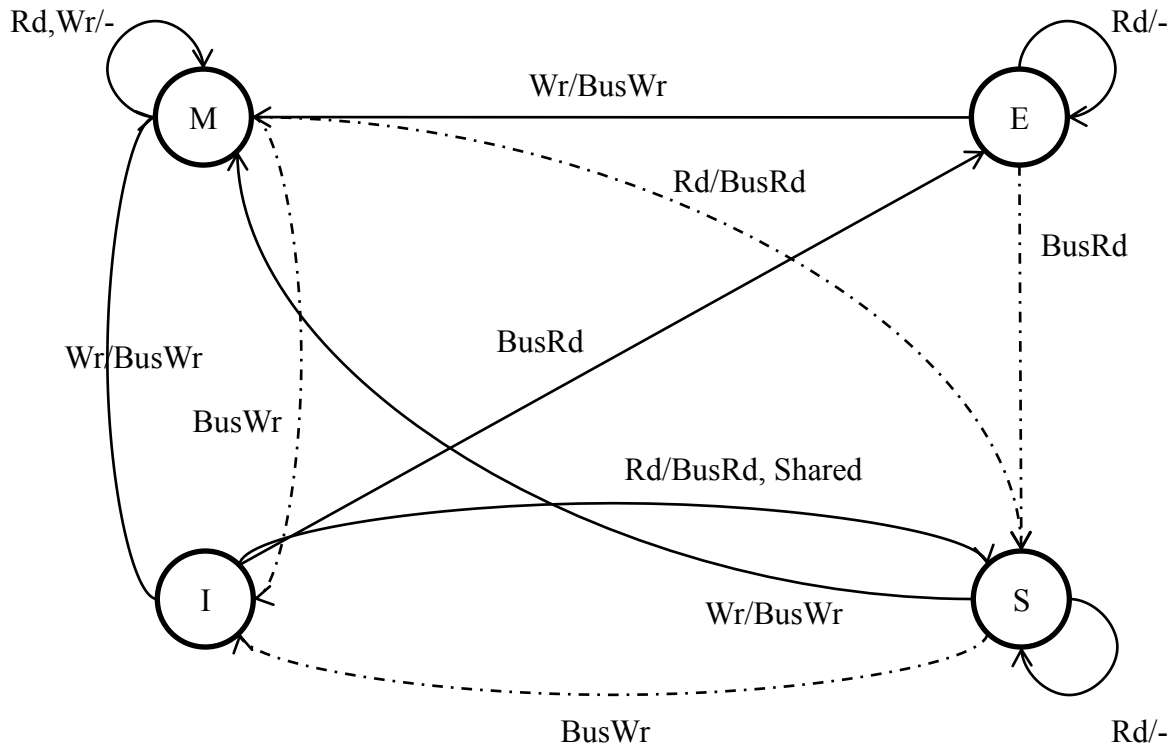 Rd,Wr/-
Rd/-
M
E
Wr/BusWr
Rd/BusRd
BusRd
BusRd
Wr/BusWr
BusWr
Rd/BusRd, Shared
I
S
Wr/BusWr
BusWr
Rd/-